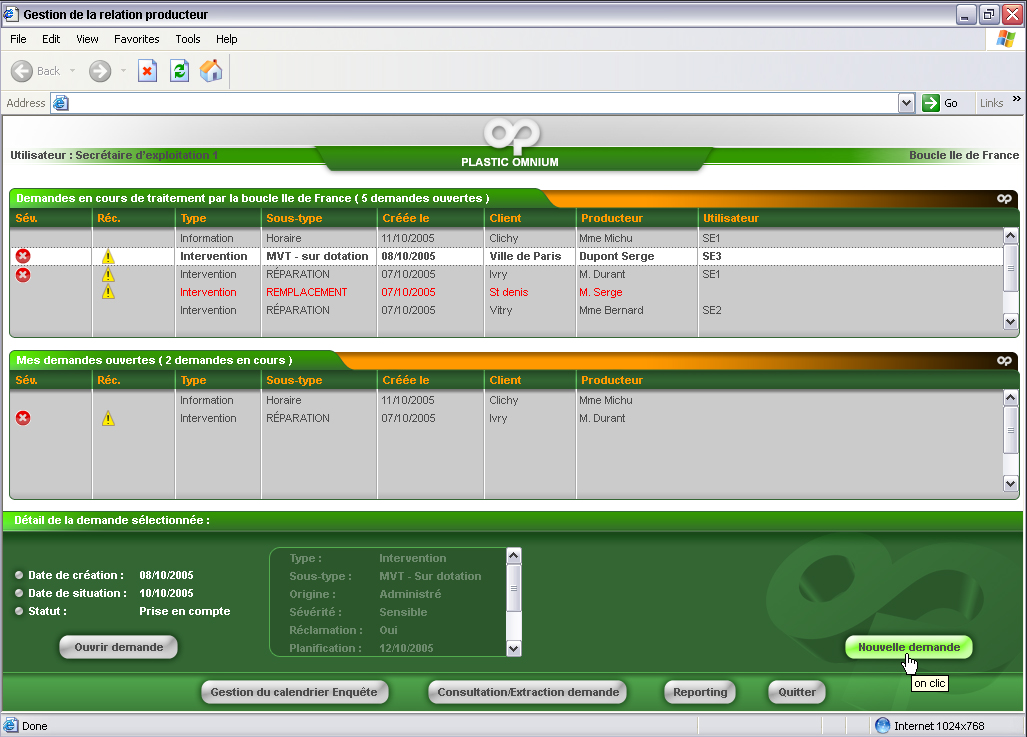 Gestion de la relation producteur
File Edit View Favorites Tools Help
Back
Address Go Links »
PLASTIC OMNIUM
Utilisateur : Secrétaire d'exploitation 1 Boucle Ile de France
Demandes en cours de traitement par la boucle Ile de France ( 5 demandes ouvertes )
Sév. Réc. Type Sous-type Créée le Client Producteur Utilisateur
Information Horaire 11/10/2005 Clichy Mme Michu SE1
Intervention MVT - sur dotation 08/10/2005 Ville de Paris Dupont Serge SE3
Intervention RÉPARATION 07/10/2005 Ivry M. Durant SE1
Intervention REMPLACEMENT 07/10/2005 St denis M. Serge
Intervention RÉPARATION 07/10/2005 Vitry Mme Bernard SE2
Mes demandes ouvertes ( 2 demandes en cours )
Sév. Réc. Type Sous-type Créée le Client Producteur
Information Horaire 11/10/2005 Clichy Mme Michu
Intervention RÉPARATION 07/10/2005 Ivry M. Durant
Détail de la demande sélectionnée :
Date de création : 08/10/2005
Date de situation : 10/10/2005
Statut : Prise en compte
Type : Intervention
Sous-type : MVT - Sur dotation
Origine : Administré
Sévérité : Sensible
Réclamation : Oui
Planification : 12/10/2005
Ouvrir demande Nouvelle demande
on clic
Gestion du calendrier Enquête Consultation/Extraction demande Reporting Quitter
Done Internet 1024x768